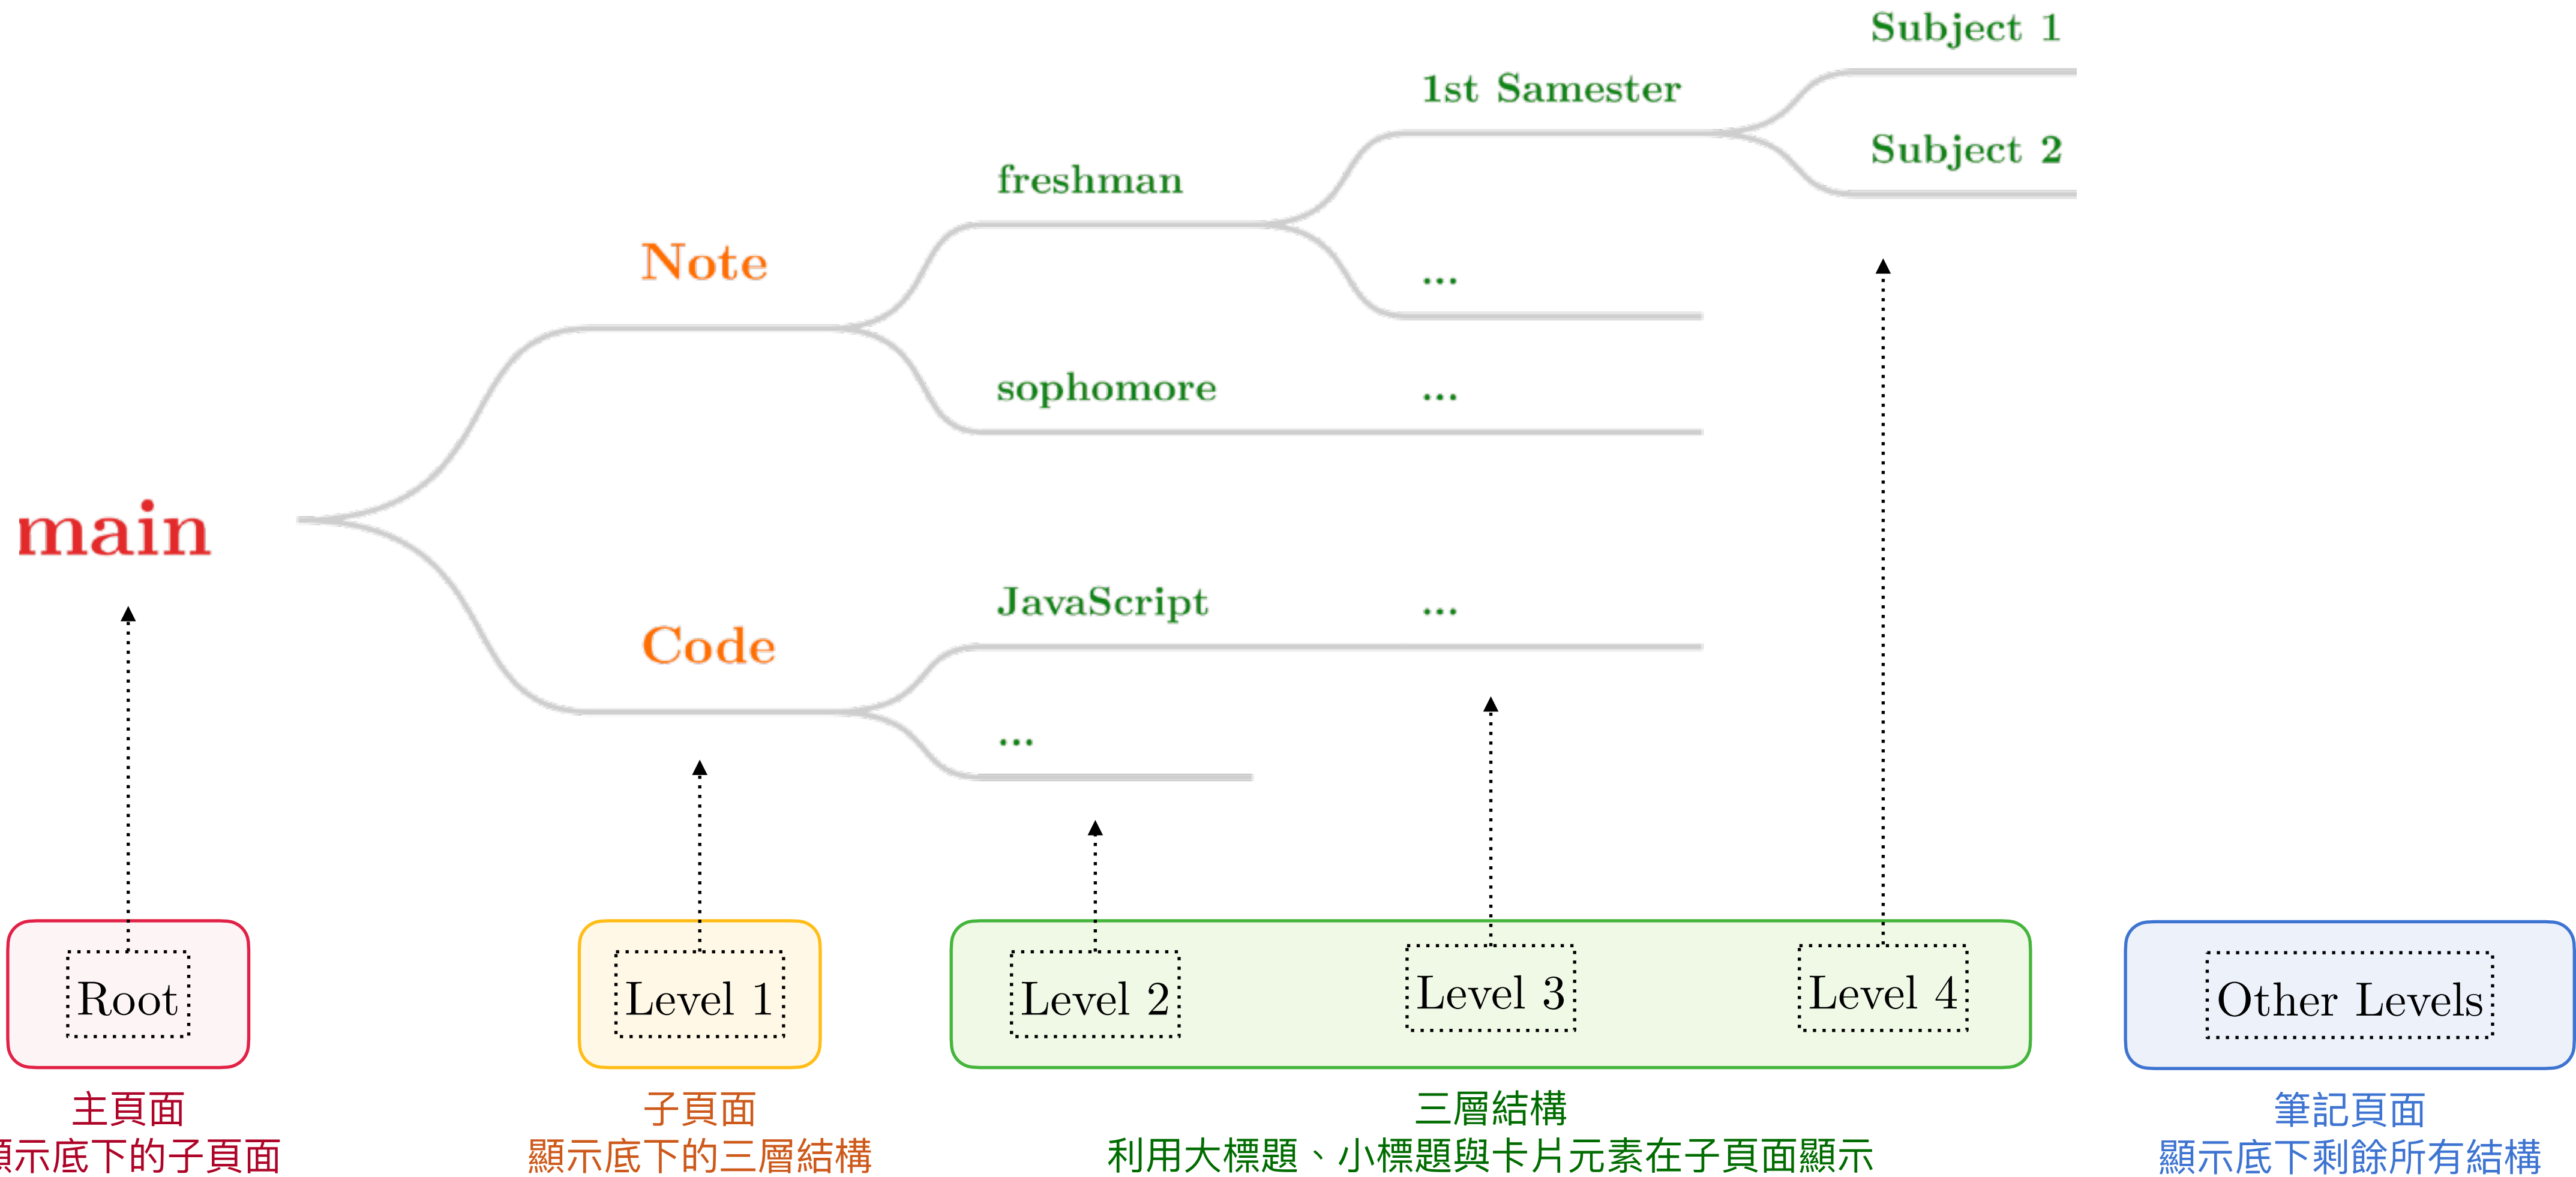 Subject 1
1st Samester
Subject 2
freshman
Note
...
sophomore ...
main
JavaScript ...
Code
...
Root Level 1 Level 2 Level 3 Level 4 Other Levels
主頁面 子頁面 三層結構 筆記頁面
顯示底下的子頁面 顯示底下的三層結構 利用大標題、小標題與卡片元素在子頁面顯示 顯示底下剩餘所有結構